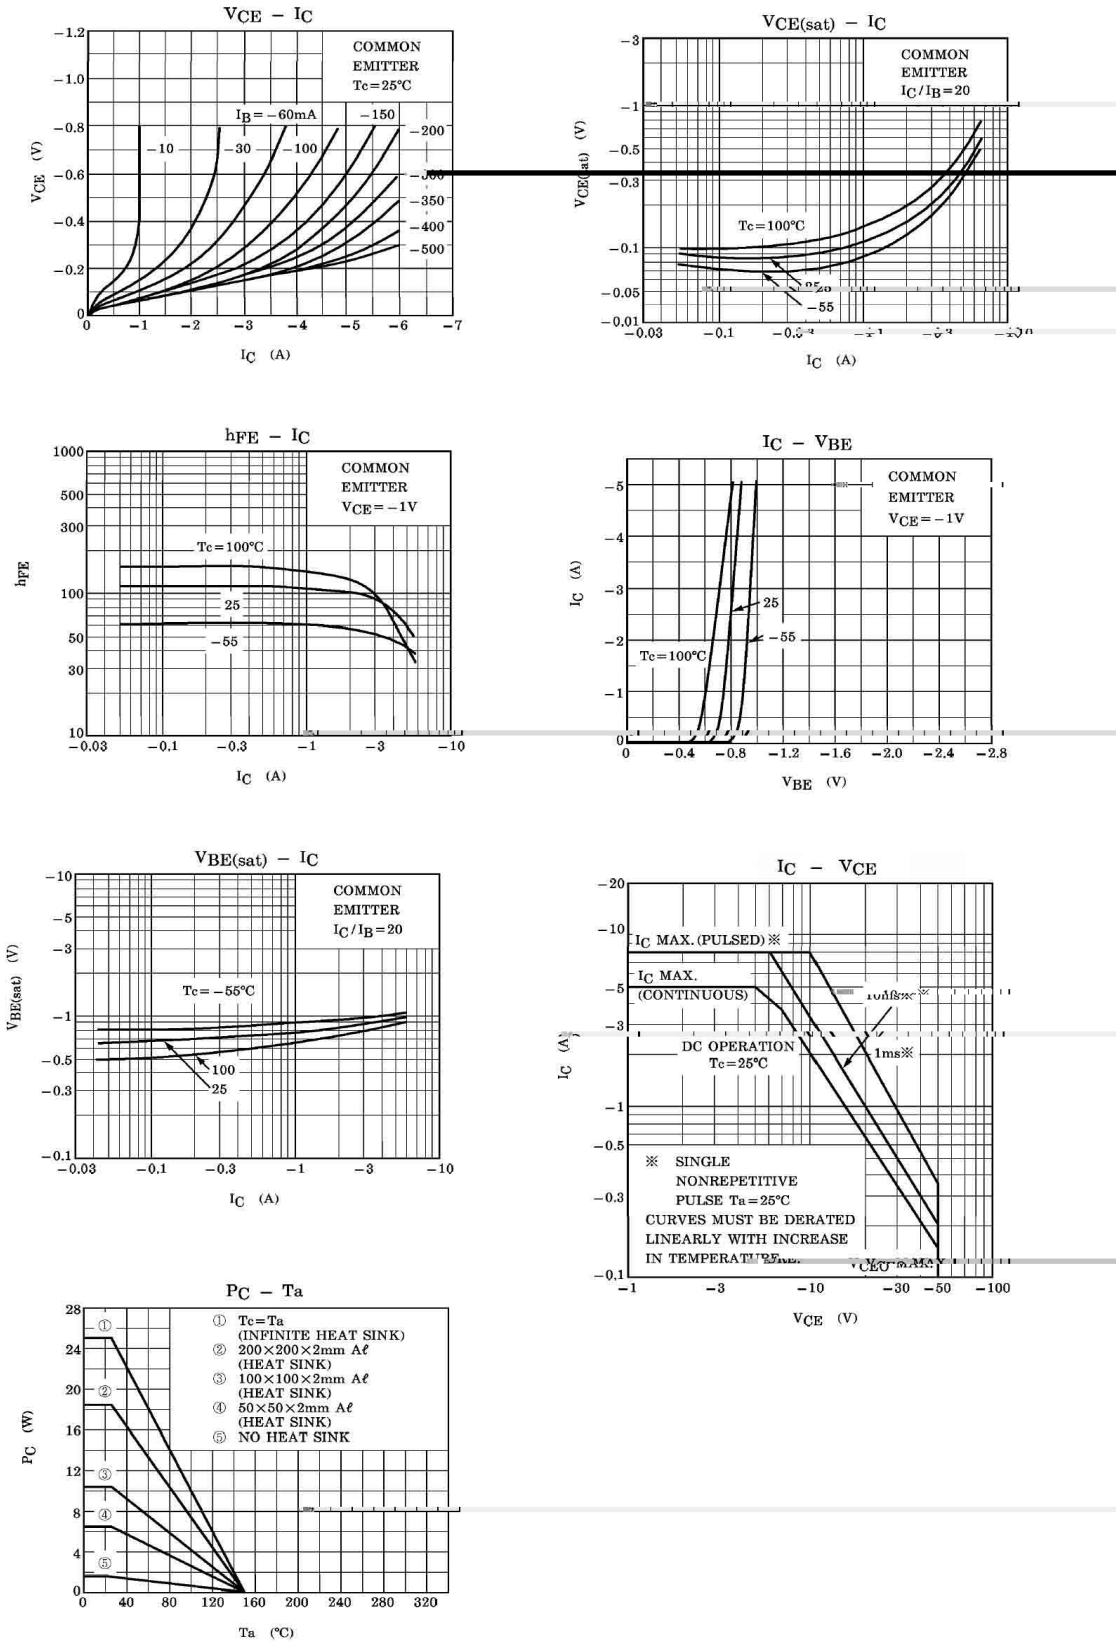 VCE – IC
COMMON
EMITTER
Tc=25℃
IB=−60mA
−10
−30
−100
−150
−200
−350
−400
−500
−1.2
−1.0
−0.8
−0.6
−0.4
−0.2
0
0 −1 −2 −3 −4 −5 −6 −7
VCE (V)
IC (A)
VCE(sat) – IC
COMMON
EMITTER
IC/IB=20
Tc=100℃
−55
−3
−1
−0.5
−0.3
−0.1
−0.05
−0.01
−0.03 −0.1
VCE(sat) (V)
IC (A)
hFE – IC
COMMON
EMITTER
VCE=−1V
Tc=100℃
25
−55
1000
500
300
100
50
30
10
−0.03 −0.1 −0.3 −1 −3 −10
hFE
IC (A)
IC – VBE
COMMON
EMITTER
VCE=−1V
25
−55
Tc=100℃
−5
−4
−3
−2
−1
0
0 −0.4 −0.8 −1.2 −1.6 −2.0 −2.4 −2.8
IC (A)
VBE (V)
VBE(sat) – IC
COMMON
EMITTER
IC/IB=20
Tc=−55℃
100
25
−10
−5
−3
−1
−0.5
−0.3
−0.1
−0.03 −0.1 −0.3 −1 −3 −10
VBE(sat) (V)
IC (A)
IC – VCE
IC MAX.(PULSED)※
IC MAX.
(CONTINUOUS)
10ms※
1ms※
DC OPERATION
Tc=25℃
※ SINGLE
NONREPETITIVE
PULSE Ta=25℃
CURVES MUST BE DERATED
LINEARLY WITH INCREASE
IN TEMPERATURE.
VCEO MAX.
−20
−10
−5
−3
−1
−0.5
−0.3
−0.1
−1 −3 −10 −30 −50 −100
IC (A)
VCE (V)
PC – Ta
① Tc=Ta
(INFINITE HEAT SINK)
② 200×200×2mm Aℓ
(HEAT SINK)
③ 100×100×2mm Aℓ
(HEAT SINK)
④ 50×50×2mm Aℓ
(HEAT SINK)
⑤ NO HEAT SINK
①
②
③
④
⑤
28
24
20
16
12
8
4
0
0 40 80 120 160 200 240 280 320
PC (W)
Ta (℃)